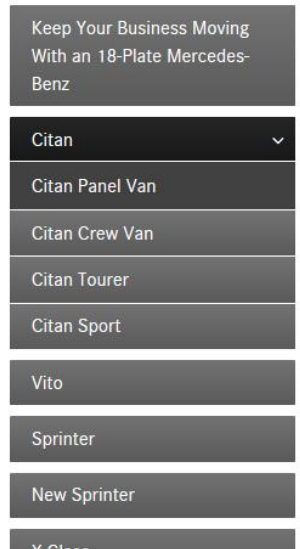 Keep Your Business Moving
With an 18-Plate Mercedes-
Benz
Citan
Citan Panel Van
Citan Crew Van
Citan Tourer
Citan Sport
Vito
Sprinter
New Sprinter
X-Class